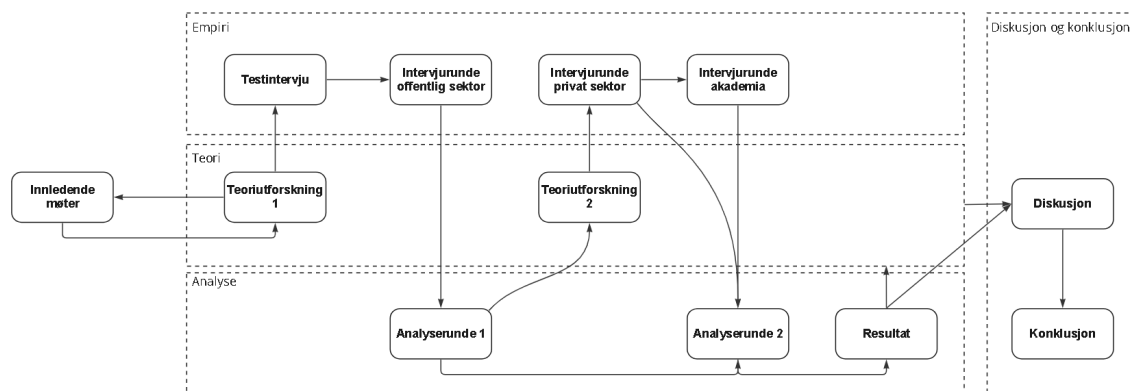 Empiri
Diskusjon og konklusjon
Testintervju
Intervjurunde
offentlig sektor
Intervjurunde
privat sektor
Intervjurunde
akademia
Teori
Innledende
møter
Teoriutforskning
1
Teoriutforskning
2
Diskusjon
Analyse
Analyserunde 1
Analyserunde 2
Resultat
Konklusjon